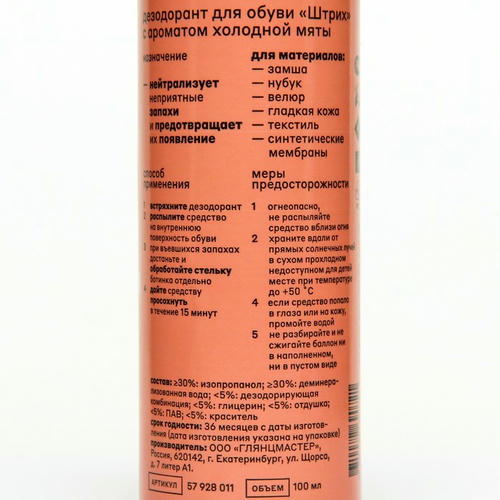 дезодорант для обуви «Штрих»
с ароматом холодной мяты
назначение
— нейтрализует
неприятные
запахи
и предотвращает
их появление
для материалов:
— замша
— нубук
— велюр
— гладкая кожа
— текстиль
— синтетические
мембраны
способ
применения
1 встряхните дезодорант
2 распылите средство
на внутреннюю
поверхность обуви
3 при въевшихся запахах
достаньте и
обработайте стельку
ботинка отдельно
4 дайте средству
просохнуть
в течение 15 минут
меры
предосторожности
1 огнеопасно,
не распыляйте
средство вблизи огня
2 храните вдали от
прямых солнечных лучей
в сухом прохладном
недоступном для детей
месте при температуре
до +50 °C
4 если средство попало
в глаза или на кожу,
промойте водой
5 не разбирайте и не
сжигайте баллон ни
в наполненном,
ни в пустом виде
состав: ≥30%: изопропанол; ≥30%: деминера-
лизованная вода; <5%: дезодорирующая
комбинация; <5%: глицерин; <5%: отдушка;
<5%: ПАВ; <5%: краситель
срок годности: 36 месяцев с даты изготов-
ления (дата изготовления указана на упаковке)
производитель: ООО «ГЛЯНЦМАСТЕР»,
Россия, 620142, г. Екатеринбург, ул. Щорса,
д. 7 литер А1.
АРТИКУЛ 57 928 011 ОБЪЕМ 100 мл